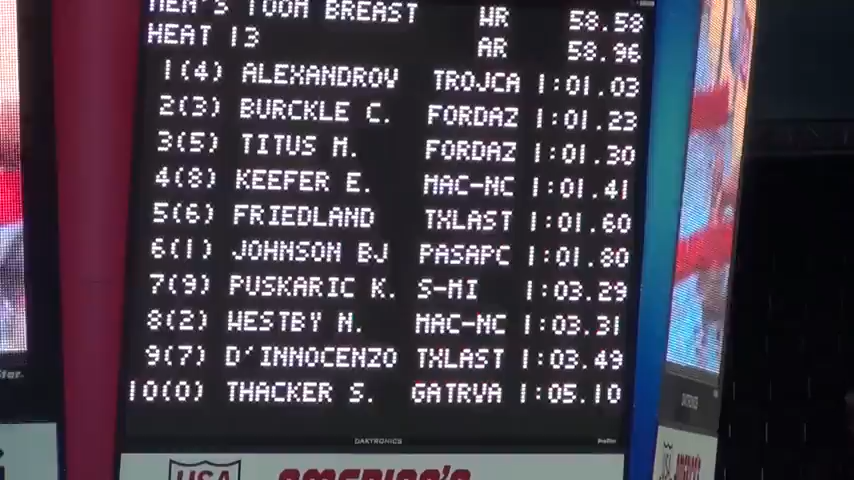 MEN'S 100M BREAST WR 58.58
HEAT 13 AR 58.96
1(4) ALEXANDROV TROJCA 1:01.03
2(3) BURCKLE C. FORDAZ 1:01.23
3(5) TITUS M. FORDAZ 1:01.30
4(8) KEEFER E. MAC-NC 1:01.41
5(6) FRIEDLAND TXLAST 1:01.60
6(1) JOHNSON BJ PASAPC 1:01.80
7(9) PUSKARIC K. S-MI 1:03.29
8(2) WESTBY N. MAC-NC 1:03.31
9(7) D'INNOCENZO TXLAST 1:03.49
10(0) THACKER S. GATRVA 1:05.10
DAKTRONICS ProStar
USA AMERICA'S